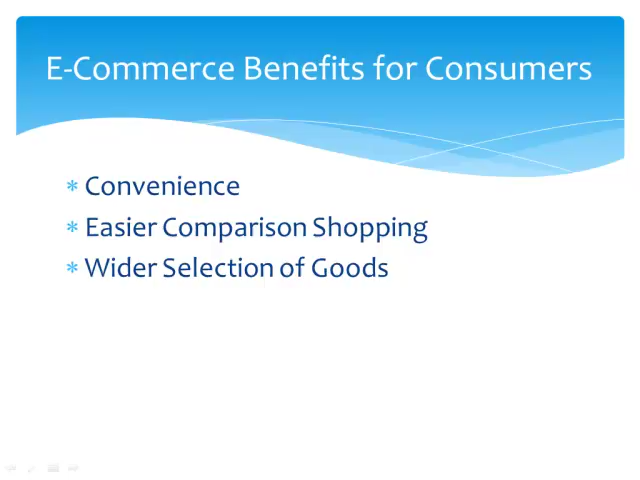 E-Commerce Benefits for Consumers
* Convenience
* Easier Comparison Shopping
* Wider Selection of Goods